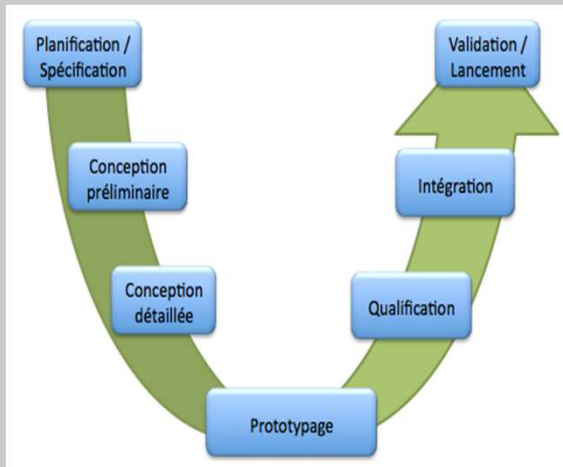 Planification /
Spécification
Conception
préliminaire
Conception
détaillée
Prototypage
Qualification
Intégration
Validation /
Lancement